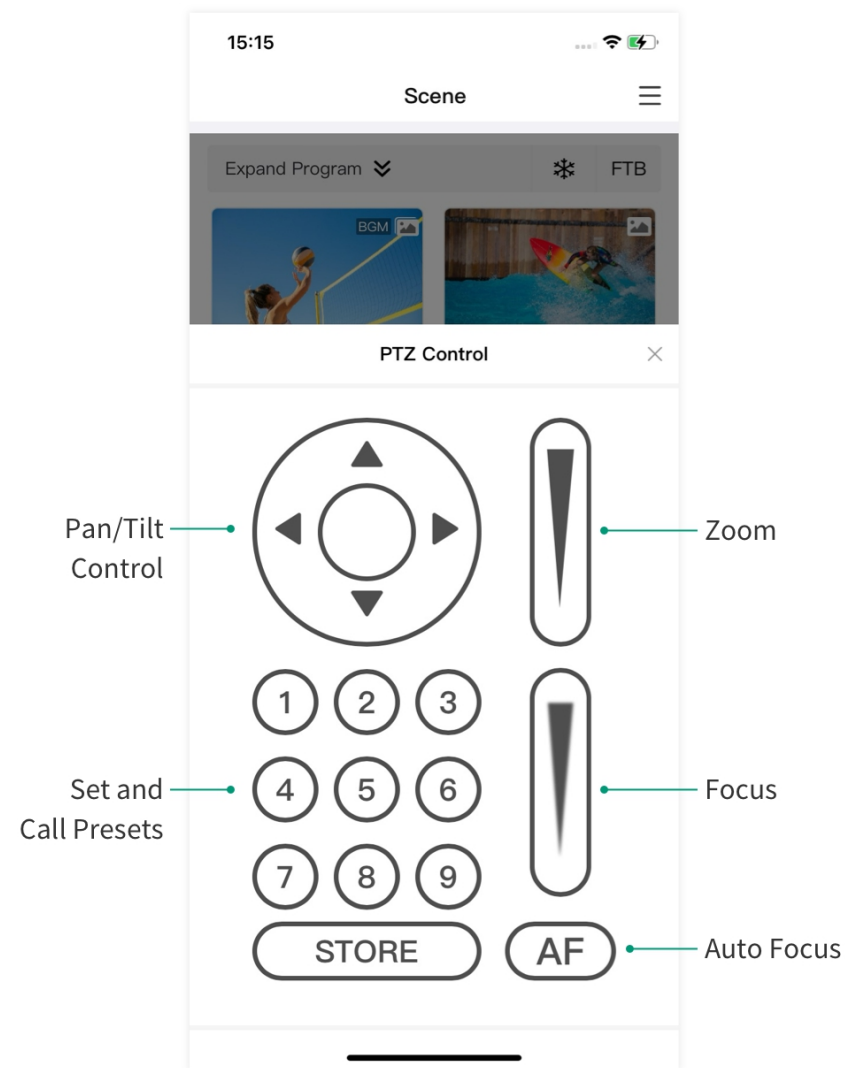 15:15
Scene
Expand Program
FTB
BGM
PTZ Control
Pan/Tilt
Control
Zoom
1 2 3
Set and
Call Presets
4 5 6
Focus
7 8 9
STORE
AF
Auto Focus